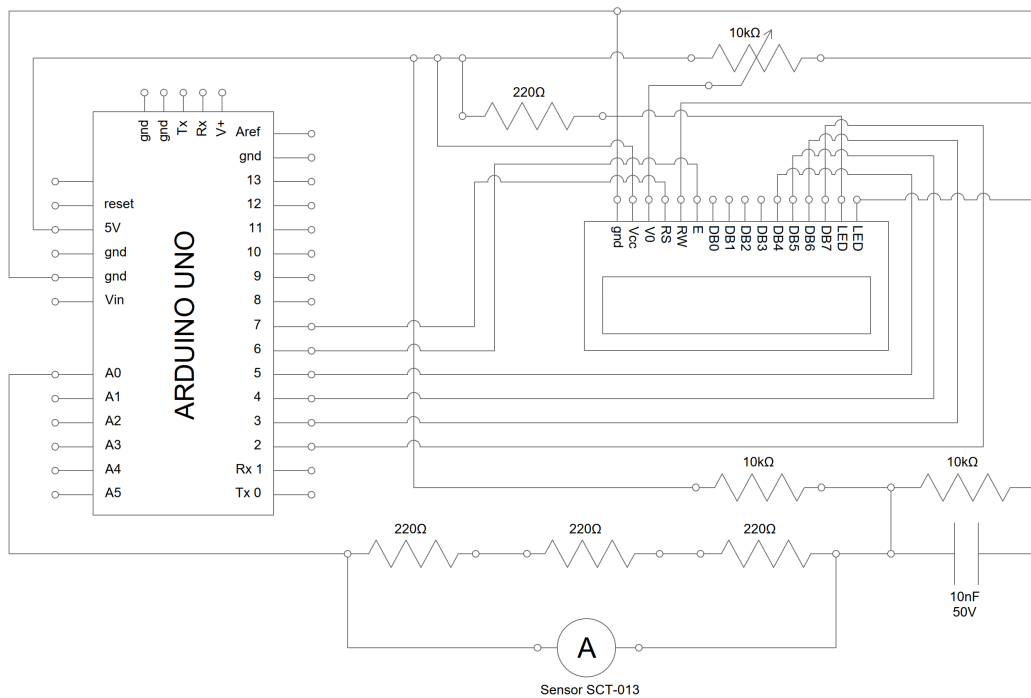 10kΩ
220Ω
gnd
gnd
Tx
Rx
V+
Aref
gnd
13
12
11
10
9
8
7
6
5
4
3
2
Rx 1
Tx 0
reset
5V
gnd
gnd
Vin
A0
A1
A2
A3
A4
A5
ARDUINO UNO
gnd
Vcc
V0
RS
RW
E
DB0
DB1
DB2
DB3
DB4
DB5
DB6
DB7
LED
LED
10kΩ
10kΩ
220Ω
220Ω
220Ω
10nF
50V
A
Sensor SCT-013